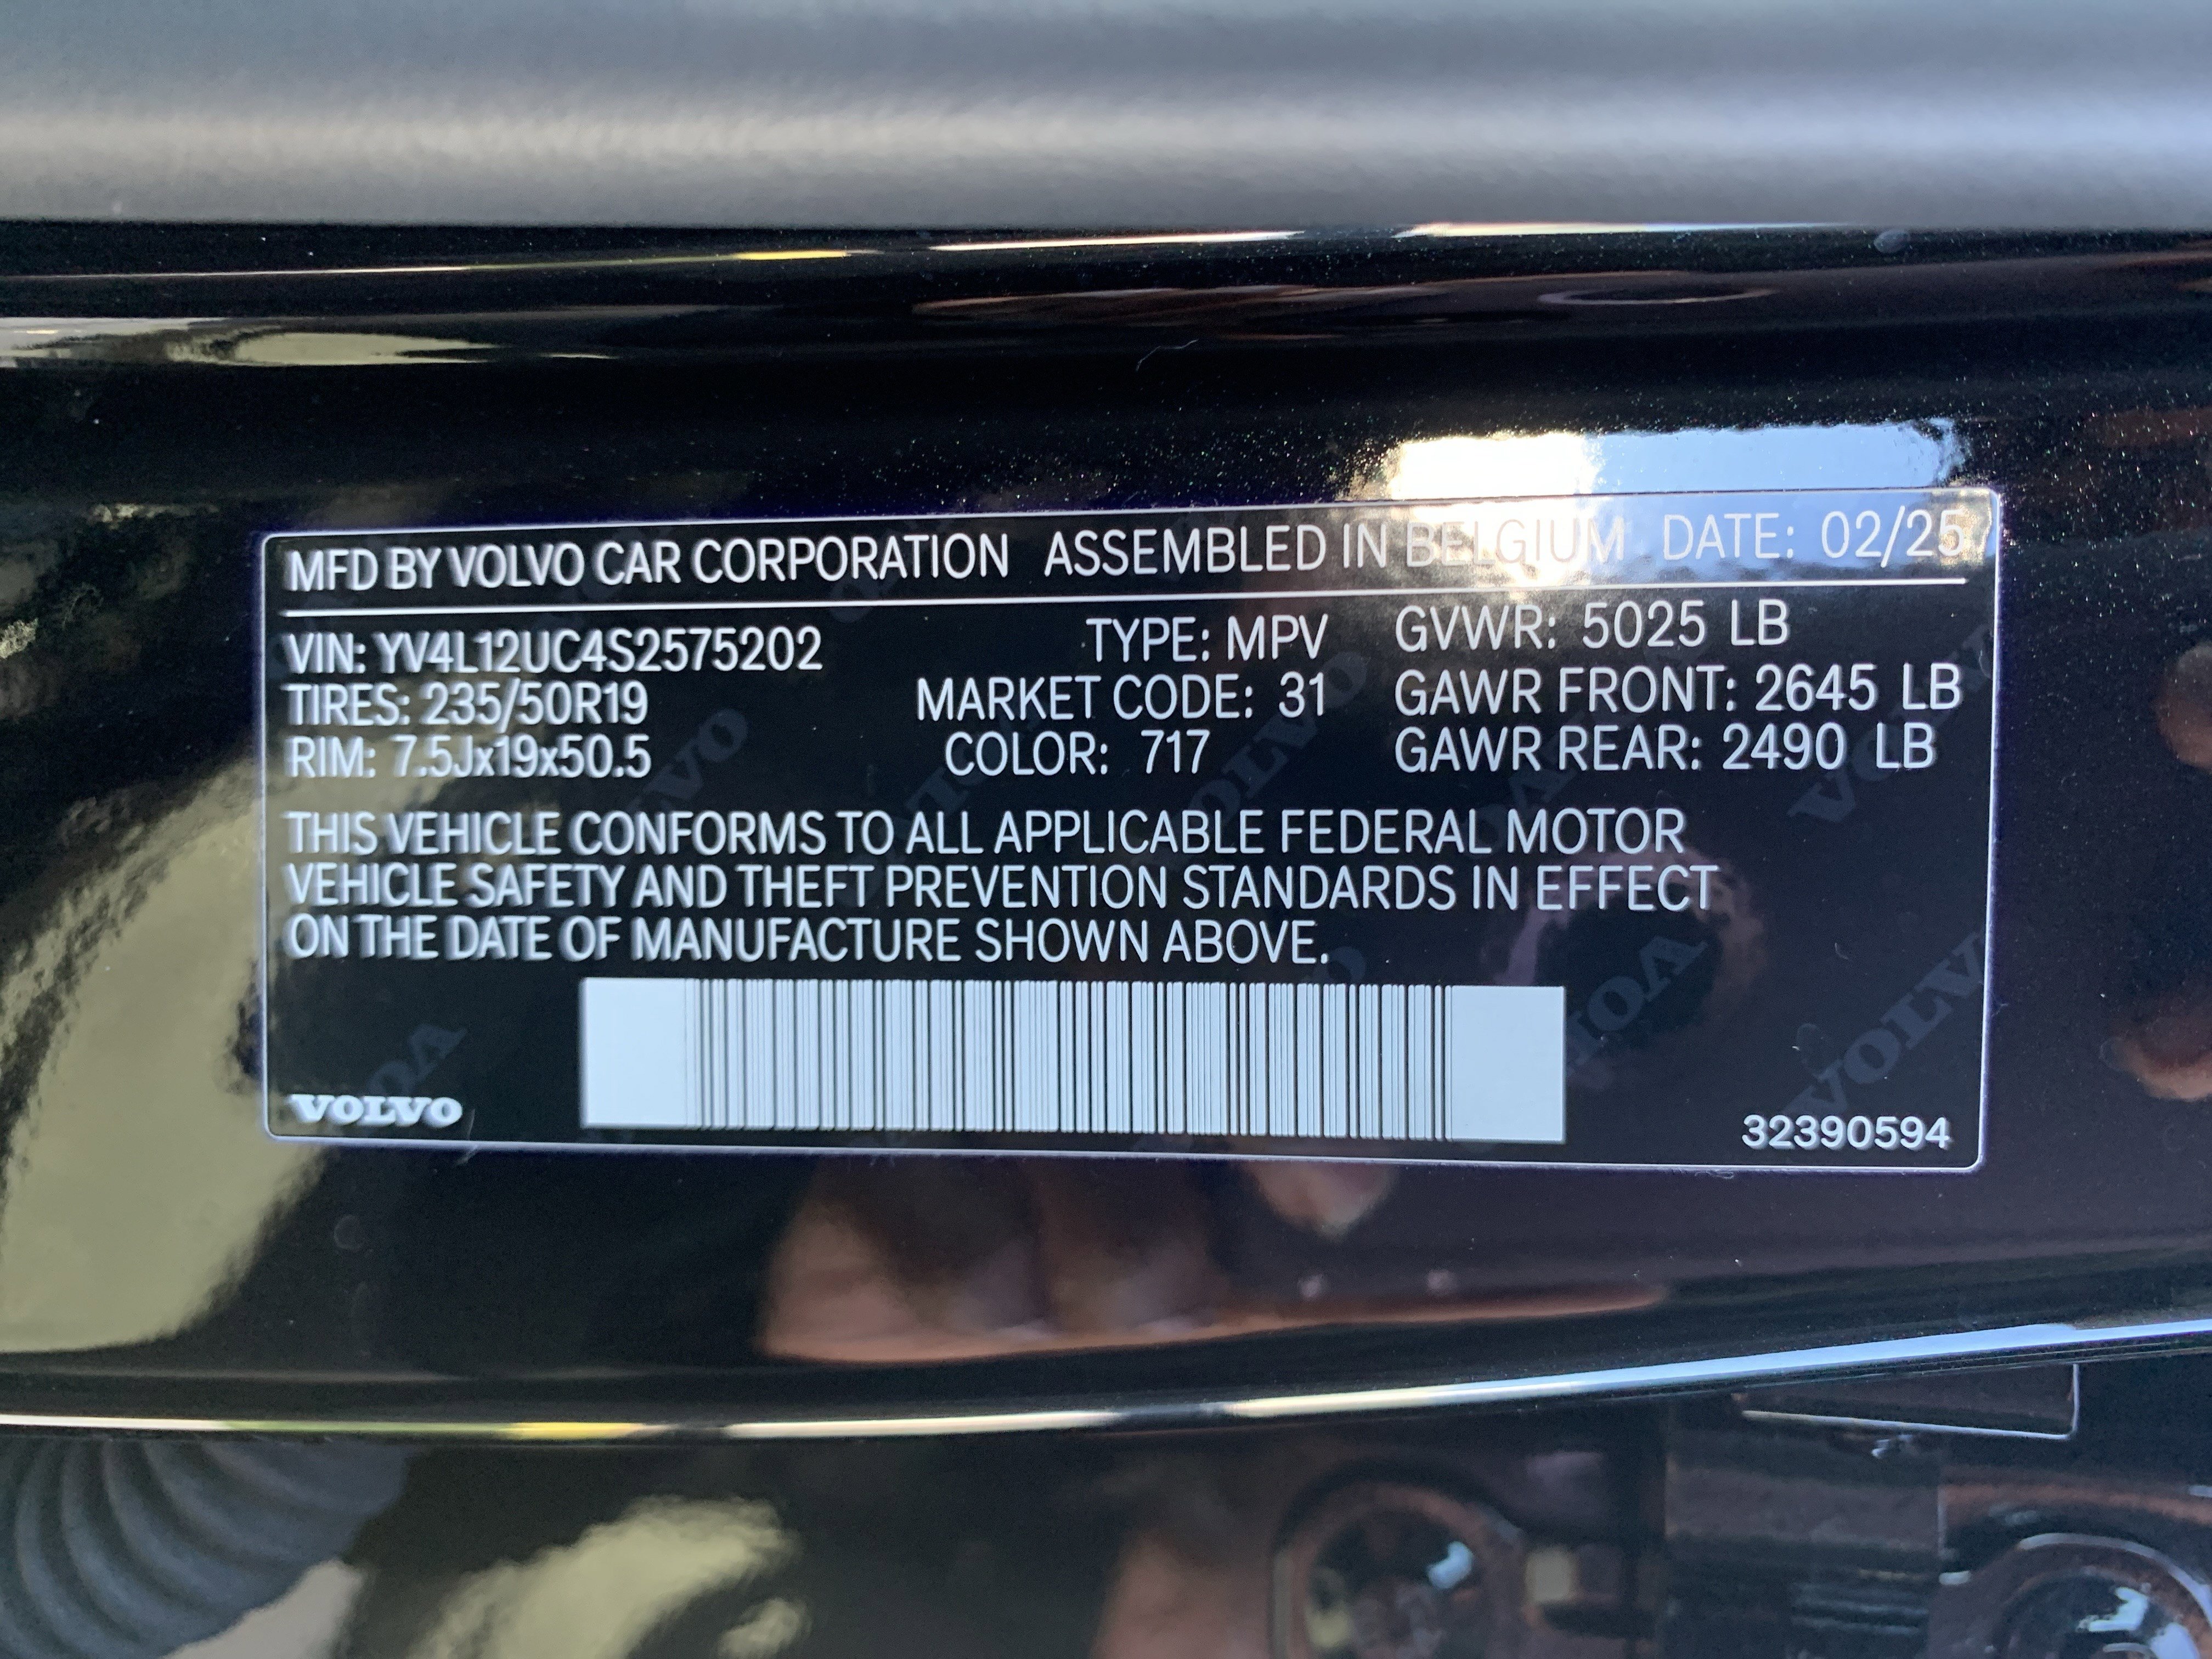 MFD BY VOLVO CAR CORPORATION ASSEMBLED IN BELGIUM DATE: 02/25
VIN: YV4L12UC4S2575202 TYPE: MPV GVWR: 5025 LB
TIRES: 235/50R19 MARKET CODE: 31 GAWR FRONT: 2645 LB
RIM: 7.5Jx19x50.5 COLOR: 717 GAWR REAR: 2490 LB
THIS VEHICLE CONFORMS TO ALL APPLICABLE FEDERAL MOTOR
VEHICLE SAFETY AND THEFT PREVENTION STANDARDS IN EFFECT
ON THE DATE OF MANUFACTURE SHOWN ABOVE.
VOLVO 32390594